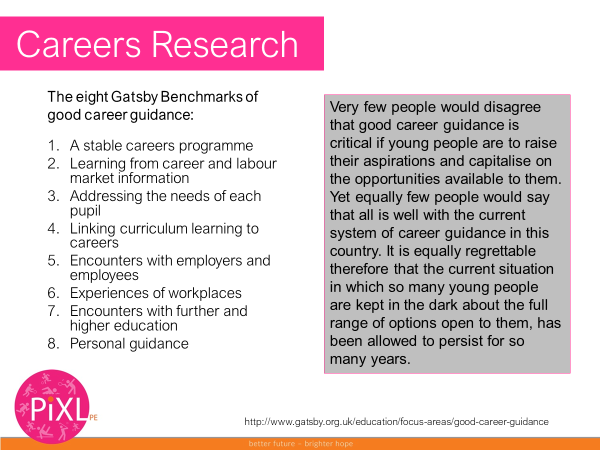 Careers Research
The eight Gatsby Benchmarks of
good career guidance:
1. A stable careers programme
2. Learning from career and labour
market information
3. Addressing the needs of each
pupil
4. Linking curriculum learning to
careers
5. Encounters with employers and
employees
6. Experiences of workplaces
7. Encounters with further and
higher education
8. Personal guidance
Very few people would disagree
that good career guidance is
critical if young people are to raise
their aspirations and capitalise on
the opportunities available to them.
Yet equally few people would say
that all is well with the current
system of career guidance in this
country. It is equally regrettable
therefore that the current situation
in which so many young people
are kept in the dark about the full
range of options open to them, has
been allowed to persist for so
many years.
PiXL PE
http://www.gatsby.org.uk/education/focus-areas/good-career-guidance
better future – brighter hope